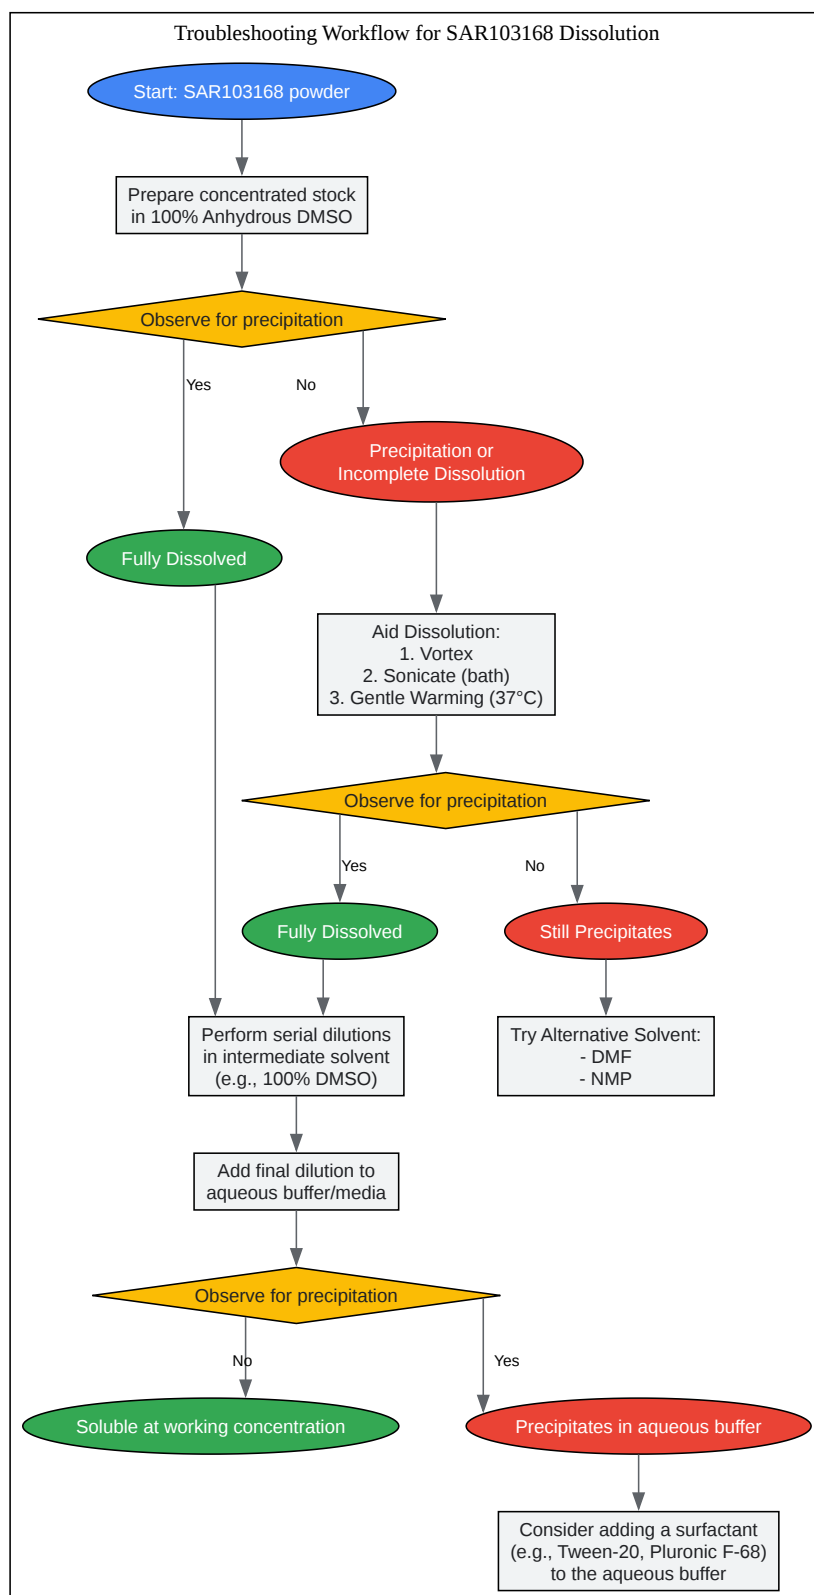 Troubleshooting Workflow for SAR103168 Dissolution
Start: SAR103168 powder
Prepare concentrated stock
in 100% Anhydrous DMSO
Observe for precipitation
Yes
No
Precipitation or
Incomplete Dissolution
Fully Dissolved
Aid Dissolution:
1. Vortex
2. Sonicate (bath)
3. Gentle Warming (37°C)
Observe for precipitation
Yes
No
Fully Dissolved
Still Precipitates
Perform serial dilutions
in intermediate solvent
(e.g., 100% DMSO)
Try Alternative Solvent:
- DMF
- NMP
Add final dilution to
aqueous buffer/media
Observe for precipitation
No
Yes
Soluble at working concentration
Precipitates in aqueous buffer
Consider adding a surfactant
(e.g., Tween-20, Pluronic F-68)
to the aqueous buffer